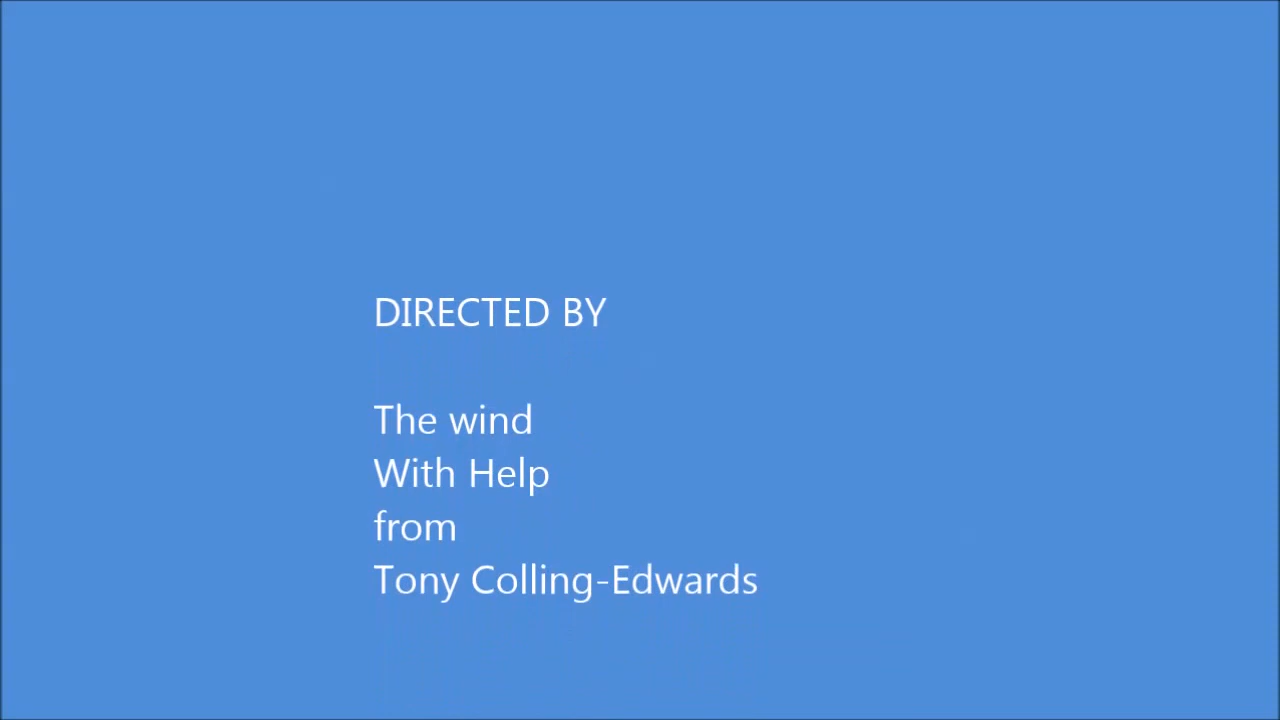 DIRECTED BY
The wind
With Help
from
Tony Colling-Edwards